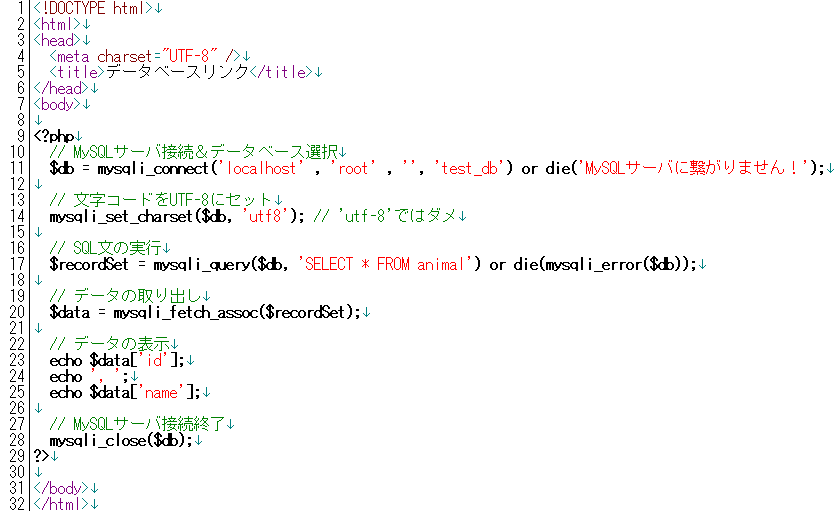 1 <!DOCTYPE html>↓
2 <html>↓
3 <head>↓
4   <meta charset="UTF-8" />↓
5   <title>データベースリンク</title>↓
6 </head>↓
7 <body>↓
8 ↓
9 <?php↓
10   // MySQLサーバ接続＆データベース選択↓
11   $db = mysqli_connect('localhost' , 'root' , '', 'test_db') or die('MySQLサーバに繋がりません！');↓
12 ↓
13   // 文字コードをUTF-8にセット↓
14   mysqli_set_charset($db, 'utf8'); // 'utf-8'ではダメ↓
15 ↓
16   // SQL文の実行↓
17   $recordSet = mysqli_query($db, 'SELECT * FROM animal') or die(mysqli_error($db));↓
18 ↓
19   // データの取り出し↓
20   $data = mysqli_fetch_assoc($recordSet);↓
21 ↓
22   // データの表示↓
23   echo $data['id'];↓
24   echo ', ';↓
25   echo $data['name'];↓
26 ↓
27   // MySQLサーバ接続終了↓
28   mysqli_close($db);↓
29 ?>↓
30 ↓
31 </body>↓
32 </html>↓